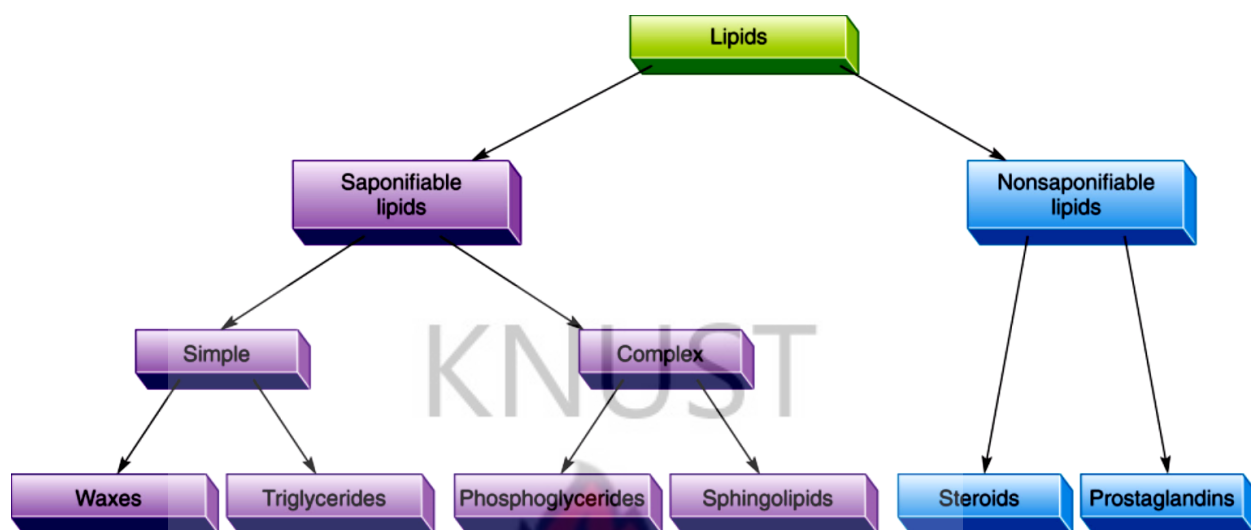 Lipids
Saponifiable
lipids
Nonsaponifiable
lipids
Simple
Complex
KNUST
Waxes
Triglycerides
Phosphoglycerides
Sphingolipids
Steroids
Prostaglandins